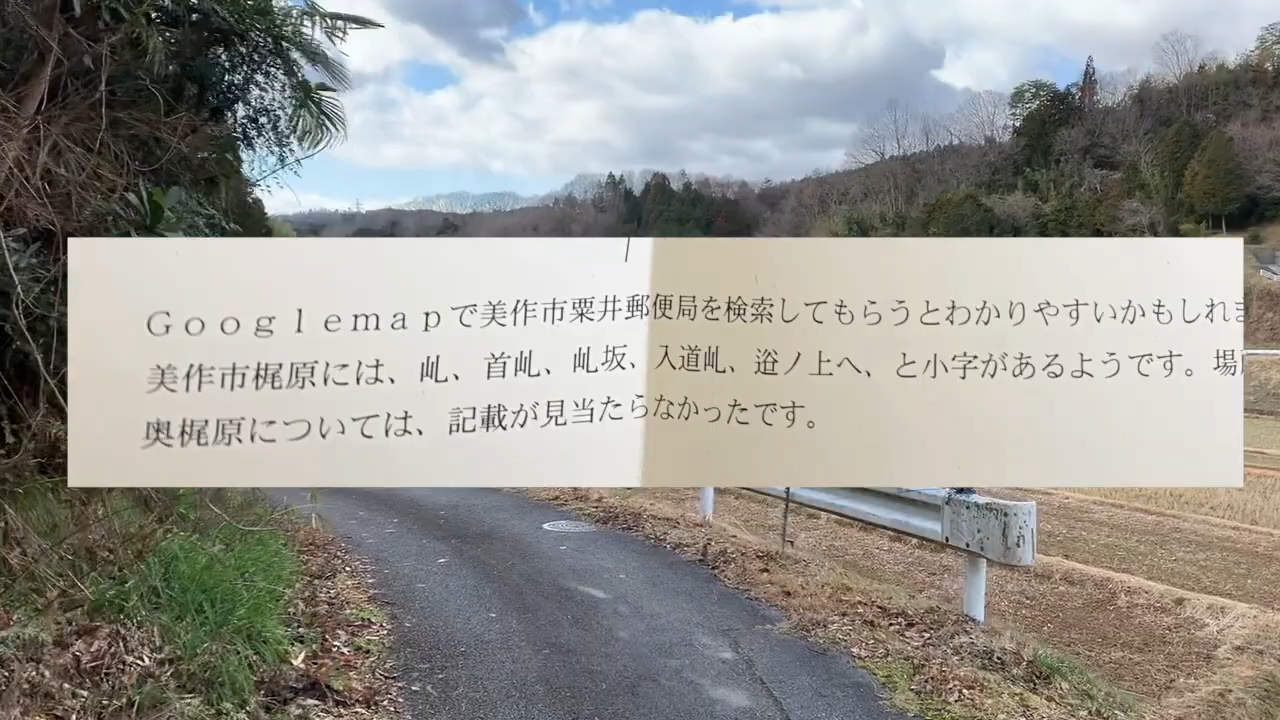 Ｇｏｏｇｌｅｍａｐで美作市粟井郵便局を検索してもらうとわかりやすいかもしれま
美作市梶原には、乢、首乢、乢坂、入道乢、逧ノ上へ、と小字があるようです。場
奥梶原については、記載が見当たらなかったです。